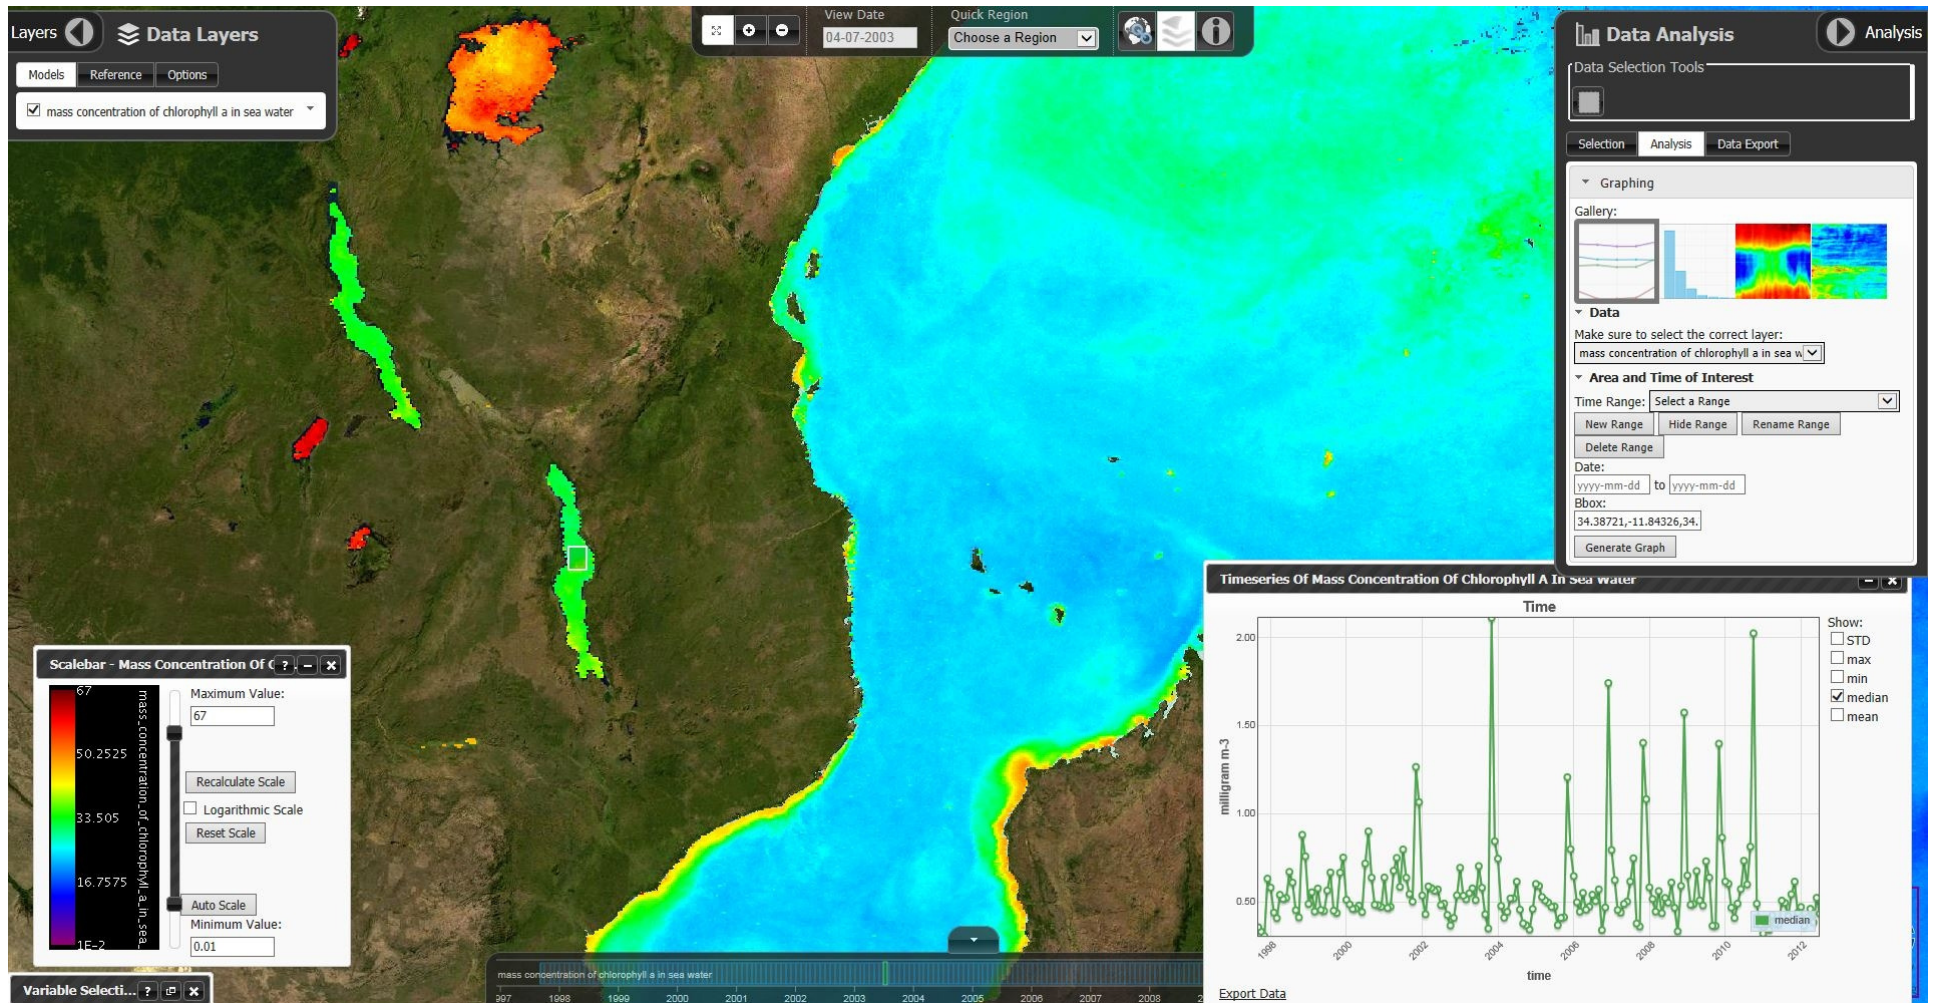 Layers
Data Layers
Models
Reference
Options
mass concentration of chlorophyll a in sea water
View Date
04-07-2003
Quick Region
Choose a Region
Data Analysis
Analysis
Data Selection Tools
Selection
Analysis
Data Export
Graphing
Gallery:
Data
Make sure to select the correct layer:
mass concentration of chlorophyll a in sea w
Area and Time of Interest
Time Range:
Select a Range
New Range
Hide Range
Rename Range
Delete Range
Date:
yyyy-mm-dd
to
yyyy-mm-dd
Bbox:
34.38721,-11.84326,34.
Generate Graph
Scalebar - Mass Concentration Of C
?
67
50.2525
33.505
16.7575
1E-2
mass_concentration_of_chlorophyll_a_in_sea_
Maximum Value:
67
Recalculate Scale
Logarithmic Scale
Reset Scale
Auto Scale
Minimum Value:
0.01
Variable Selecti...
?
mass concentration of chlorophyll a in sea water
997
1998
1999
2000
2001
2002
2003
2004
2005
2006
2007
2008
2
Timeseries Of Mass Concentration Of Chlorophyll A In Sea Water
Time
2.00
1.50
1.00
0.50
milligram m-3
1998
2000
2002
2004
2006
2008
2010
2012
time
median
Show:
STD
max
min
median
mean
Export Data